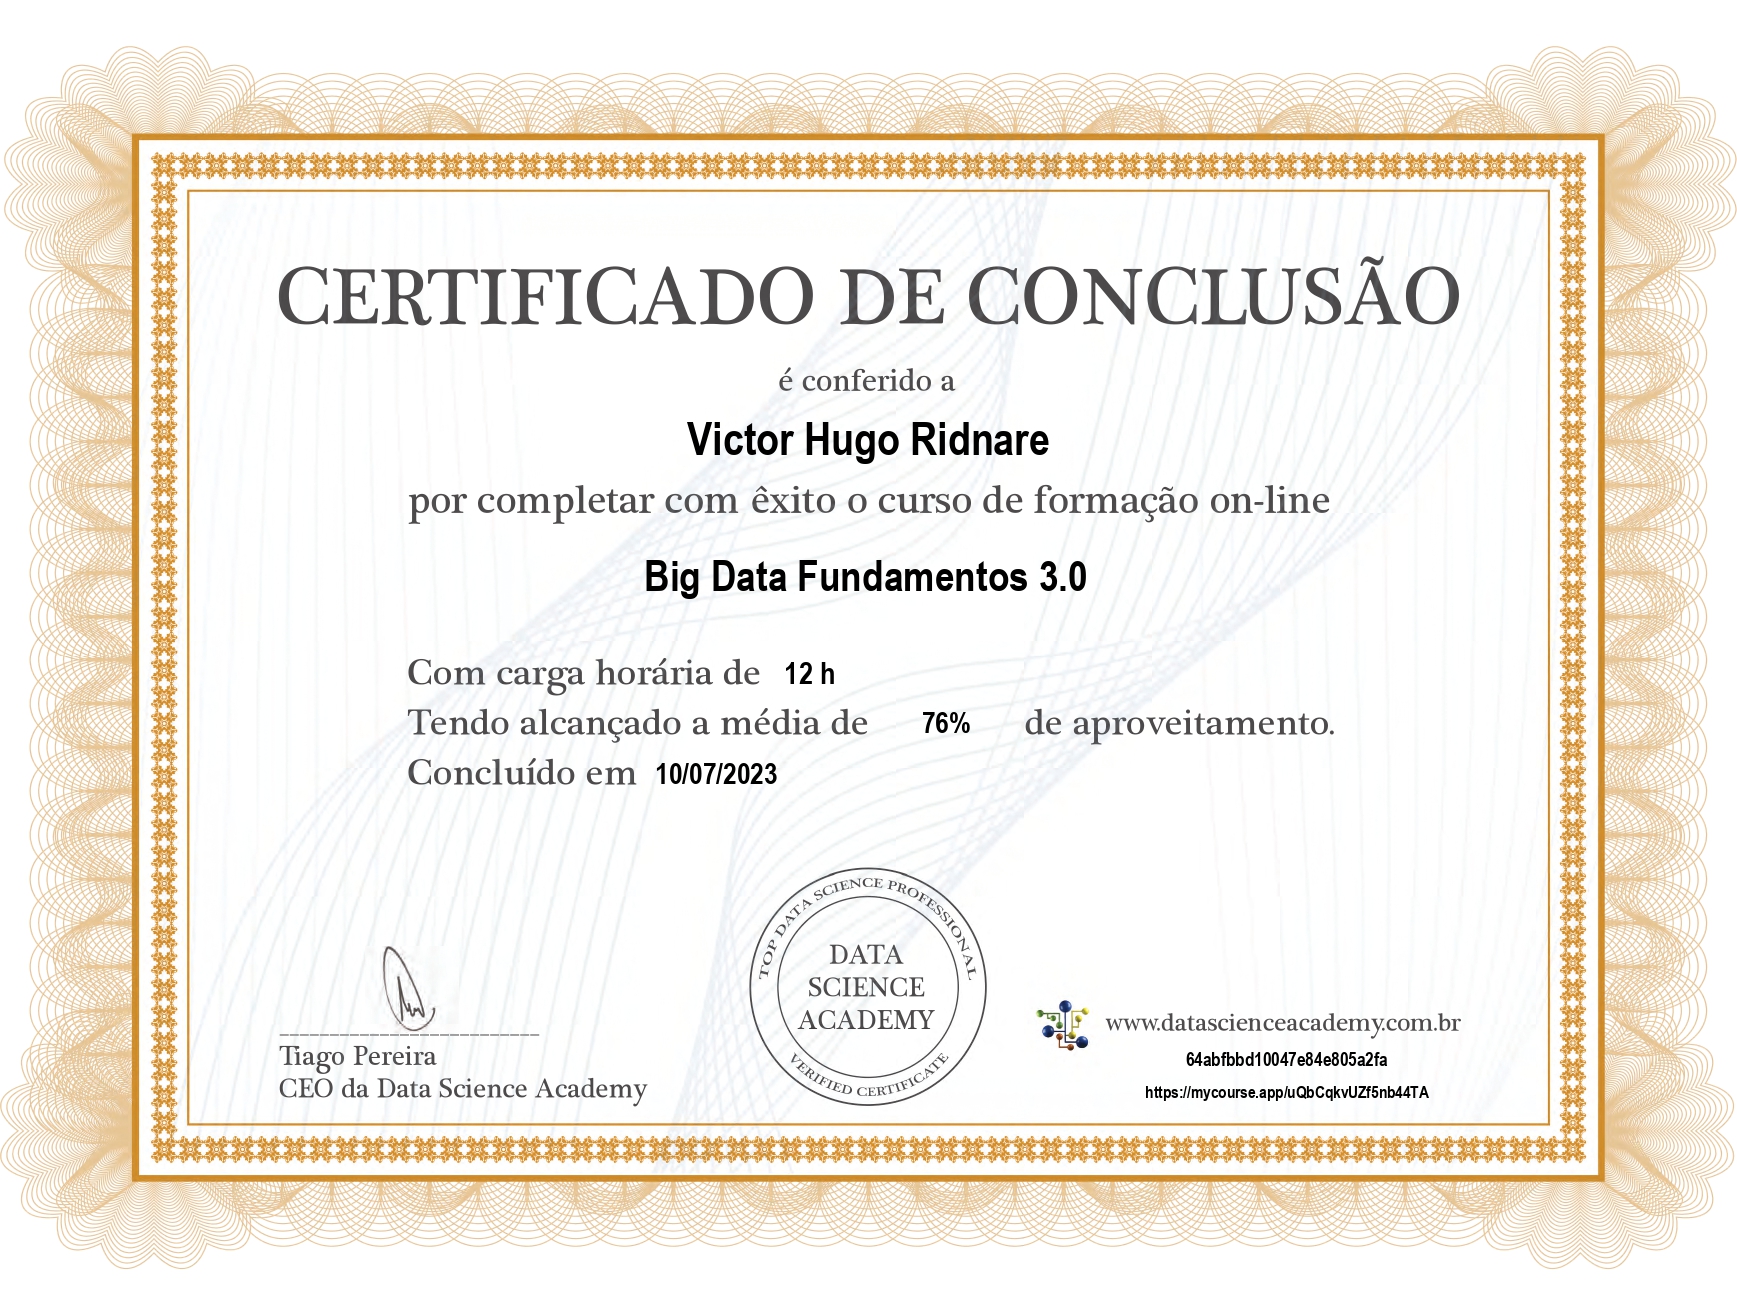 CERTIFICADO DE CONCLUSÃO
é conferido a
Victor Hugo Ridnare
por completar com êxito o curso de formação on-line
Big Data Fundamentos 3.0
Com carga horária de 12 h
Tendo alcançado a média de 76% de aproveitamento.
Concluído em 10/07/2023
Tiago Pereira
CEO da Data Science Academy
TOP DATA SCIENCE PROFESSIONAL
DATA
SCIENCE
ACADEMY
VERIFIED CERTIFICATE
www.datascienceacademy.com.br
64abfbbd10047e84e805a2fa
https://mycourse.app/uQbCqkvUZf5nb44TA